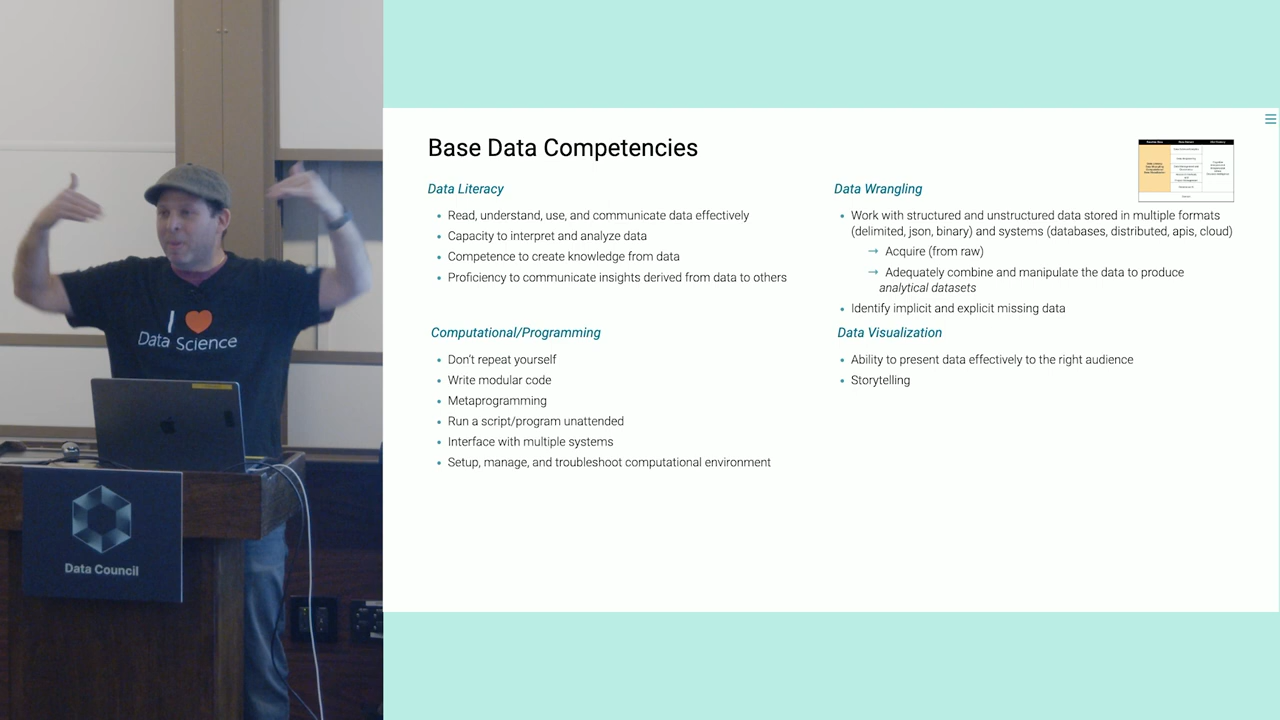 I
Data Science
Data Council
Base Data Competencies
Data Literacy
• Read, understand, use, and communicate data effectively
• Capacity to interpret and analyze data
• Competence to create knowledge from data
• Proficiency to communicate insights derived from data to others
Data Wrangling
• Work with structured and unstructured data stored in multiple formats
(delimited, json, binary) and systems (databases, distributed, apis, cloud)
→ Acquire (from raw)
→ Adequately combine and manipulate the data to produce
analytical datasets
• Identify implicit and explicit missing data
Computational/Programming
• Don't repeat yourself
• Write modular code
• Metaprogramming
• Run a script/program unattended
• Interface with multiple systems
• Setup, manage, and troubleshoot computational environment
Data Visualization
• Ability to present data effectively to the right audience
• Storytelling